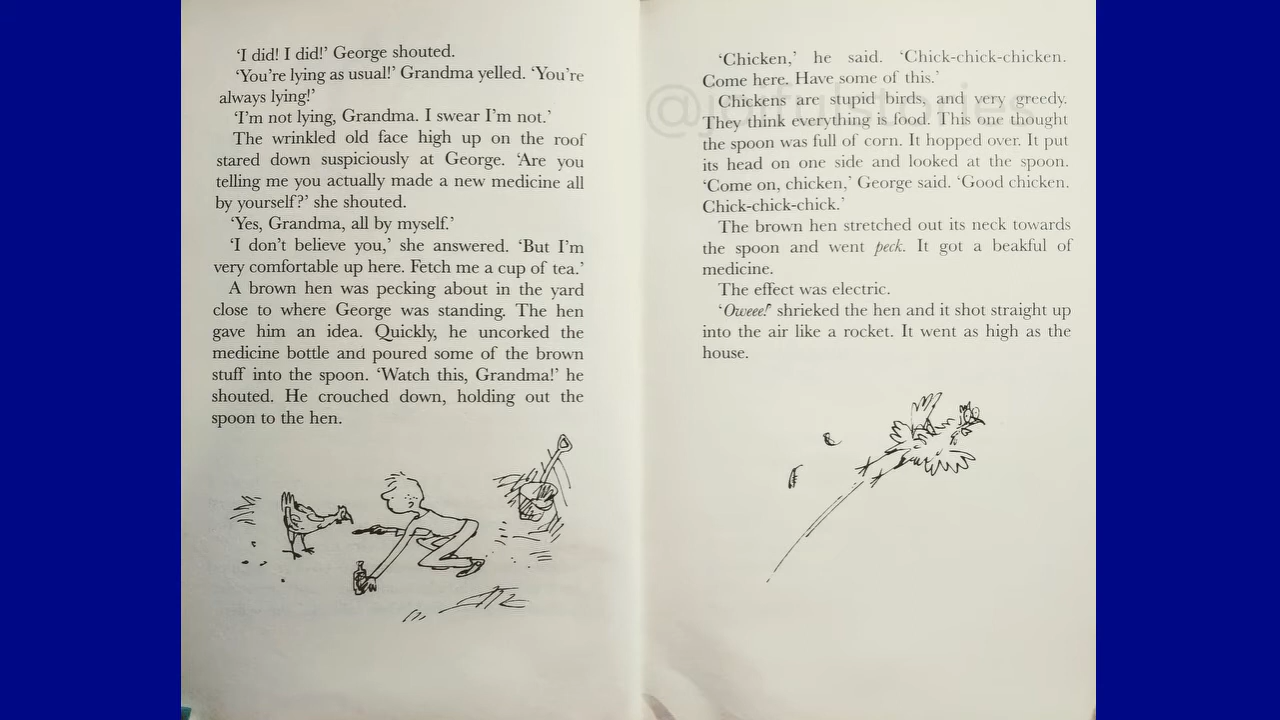 ‘I did! I did!’ George shouted.
‘You’re lying as usual!’ Grandma yelled. ‘You’re
always lying!’
‘I’m not lying, Grandma. I swear I’m not.’
The wrinkled old face high up on the roof
stared down suspiciously at George. ‘Are you
telling me you actually made a new medicine all
by yourself?’ she shouted.
‘Yes, Grandma, all by myself.’
‘I don’t believe you,’ she answered. ‘But I’m
very comfortable up here. Fetch me a cup of tea.’
A brown hen was pecking about in the yard
close to where George was standing. The hen
gave him an idea. Quickly, he uncorked the
medicine bottle and poured some of the brown
stuff into the spoon. ‘Watch this, Grandma!’ he
shouted. He crouched down, holding out the
spoon to the hen.
‘Chicken,’ he said. ‘Chick-chick-chicken.
Come here. Have some of this.’
Chickens are stupid birds, and very greedy.
They think everything is food. This one thought
the spoon was full of corn. It hopped over. It put
its head on one side and looked at the spoon.
‘Come on, chicken,’ George said. ‘Good chicken.
Chick-chick-chick.’
The brown hen stretched out its neck towards
the spoon and went peck. It got a beakful of
medicine.
The effect was electric.
‘Oweee!’ shrieked the hen and it shot straight up
into the air like a rocket. It went as high as the
house.
@joifulstories